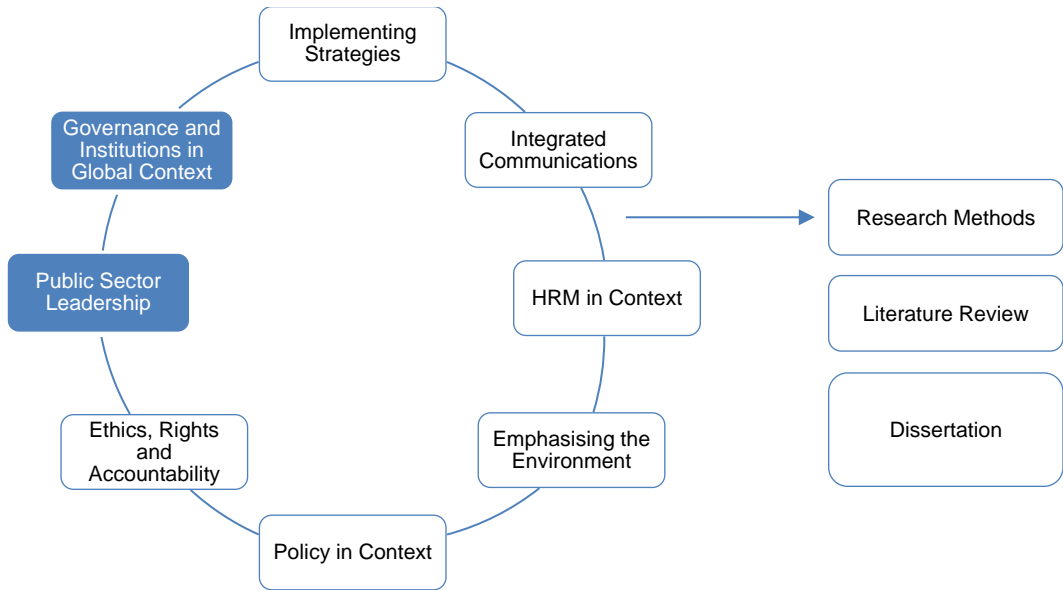 Implementing
Strategies
Governance and
Institutions in
Global Context
Integrated
Communications
Research Methods
Public Sector
Leadership
HRM in Context
Literature Review
Ethics, Rights
and
Accountability
Emphasising the
Environment
Dissertation
Policy in Context